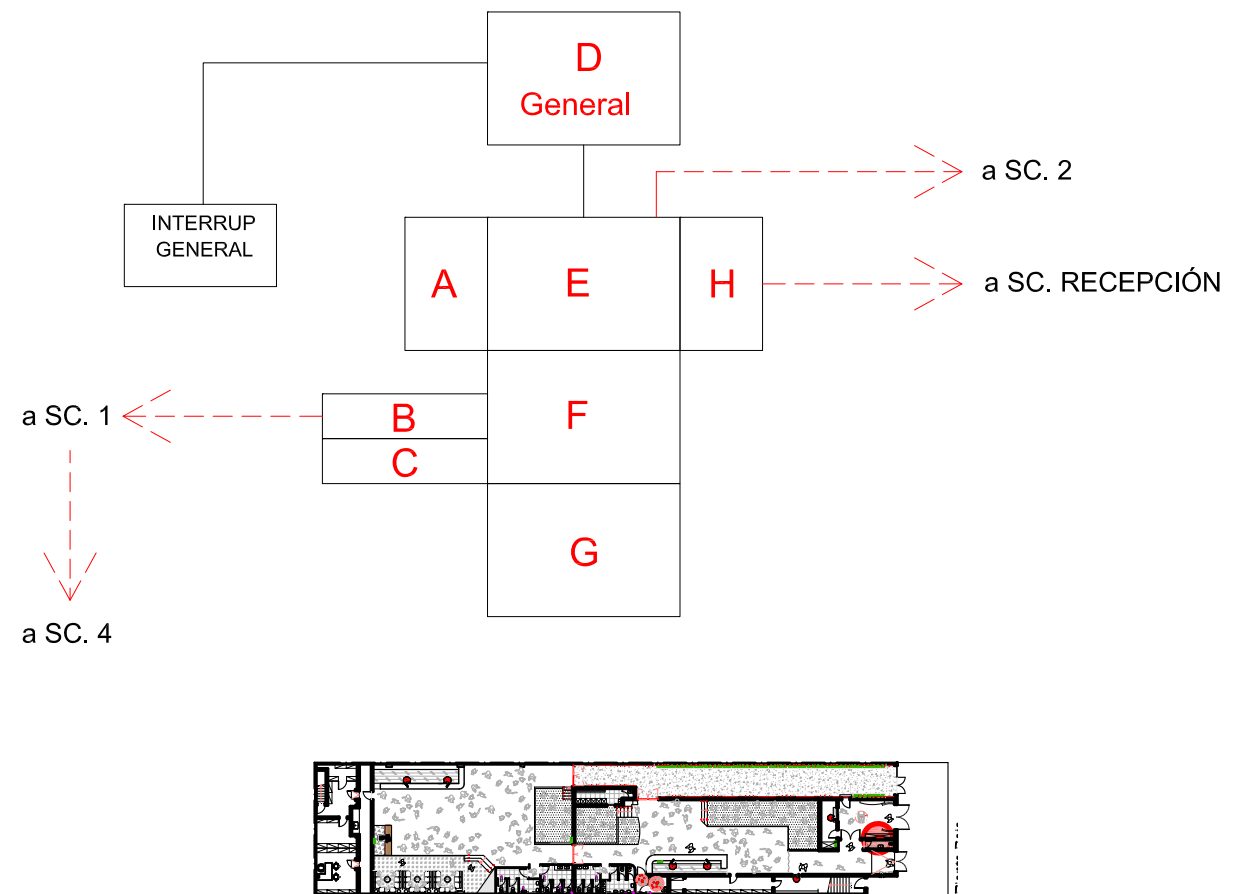 D
General
a SC. 2
INTERRUP
GENERAL
A
E
H
a SC. RECEPCIÓN
a SC. 1
B
F
C
G
a SC. 4